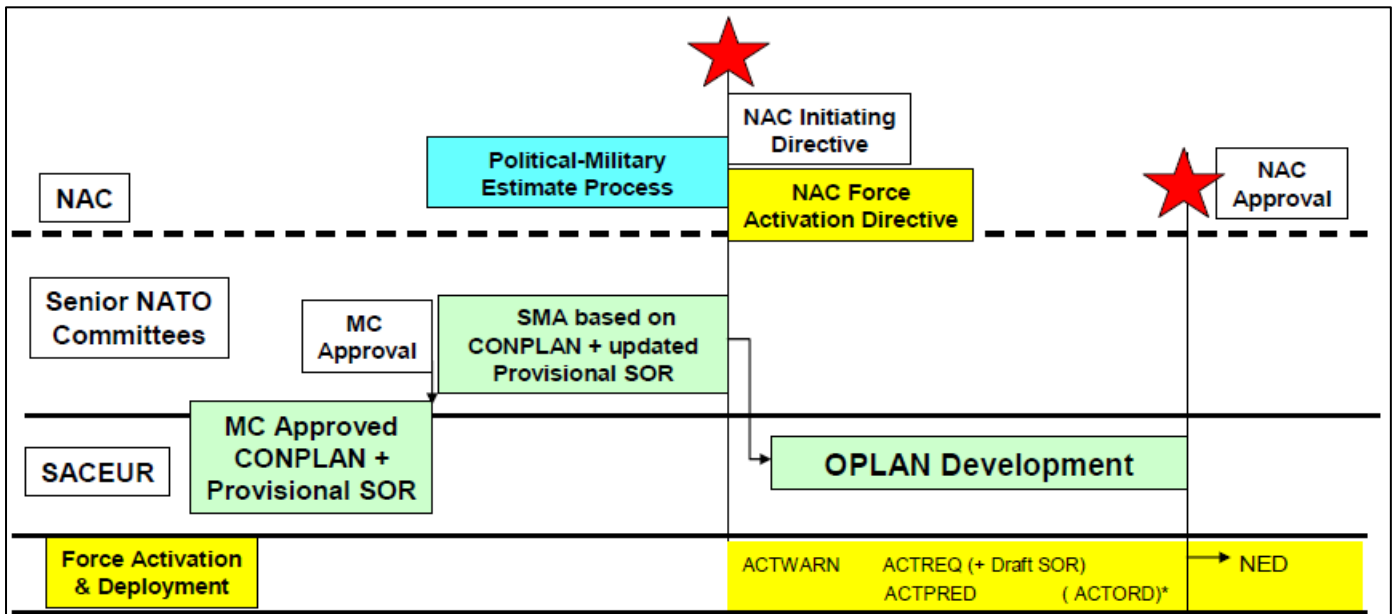 NAC Initiating
Directive
Political-Military
Estimate Process
NAC
NAC Force
Activation Directive
NAC
Approval
Senior NATO
Committees
MC
Approval
SMA based on
CONPLAN + updated
Provisional SOR
SACEUR
MC Approved
CONPLAN +
Provisional SOR
OPLAN Development
Force Activation
& Deployment
ACTWARN ACTREQ (+ Draft SOR)
ACTPRED ( ACTORD)*
NED